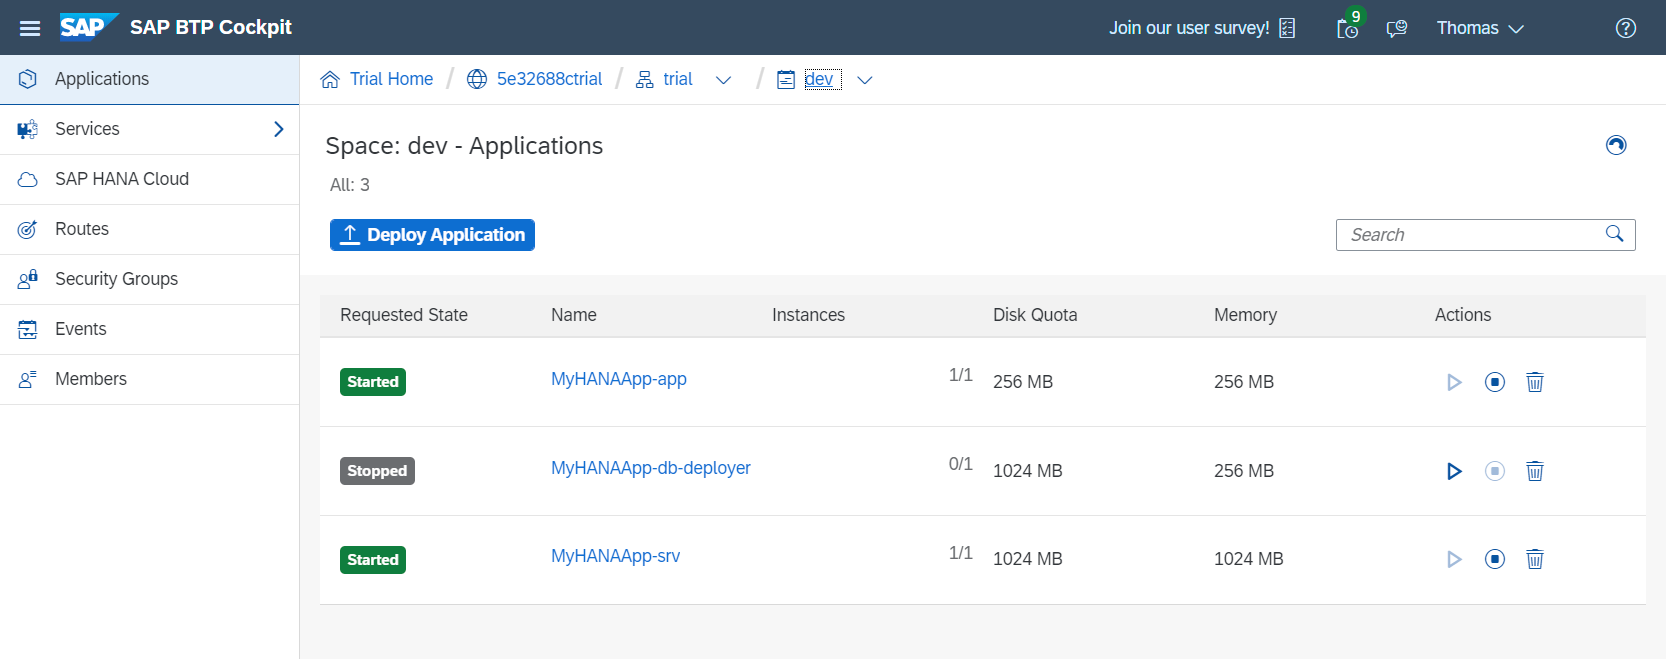 SAP SAP BTP Cockpit Join our user survey! 9 Thomas
Applications
Services
SAP HANA Cloud
Routes
Security Groups
Events
Members
Trial Home / 5e32688ctrial / trial / dev
Space: dev - Applications
All: 3
Deploy Application Search
Requested State Name Instances Disk Quota Memory Actions
Started MyHANAApp-app 1/1 256 MB 256 MB
Stopped MyHANAApp-db-deployer 0/1 1024 MB 256 MB
Started MyHANAApp-srv 1/1 1024 MB 1024 MB